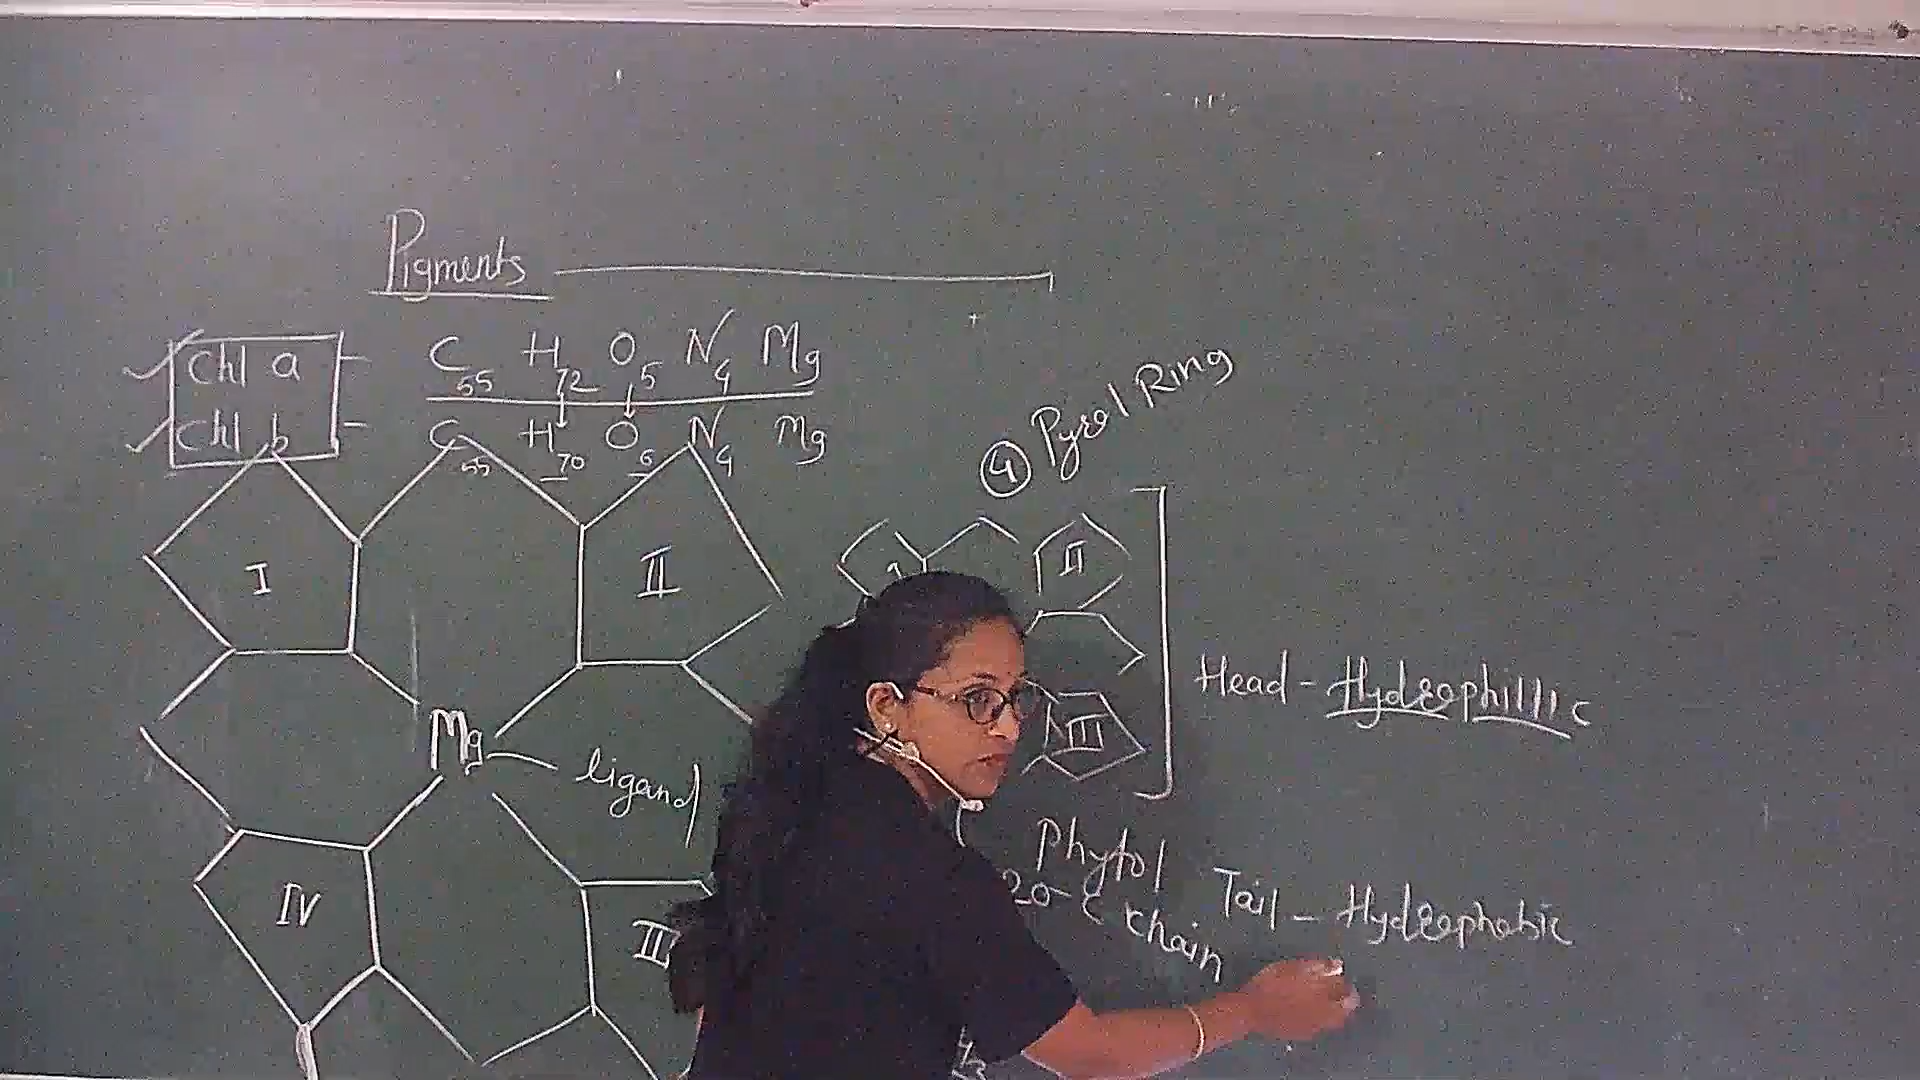 Pigments
Chl a - C55 H72 O5 N4 Mg
Chl b - C55 H70 O6 N4 Mg
④ Pyrol Ring
I
II
II
Head - Hydrophillic
III
Mg
ligand
Phytol
20-C chain
Tail - Hydrophobic
IV
III